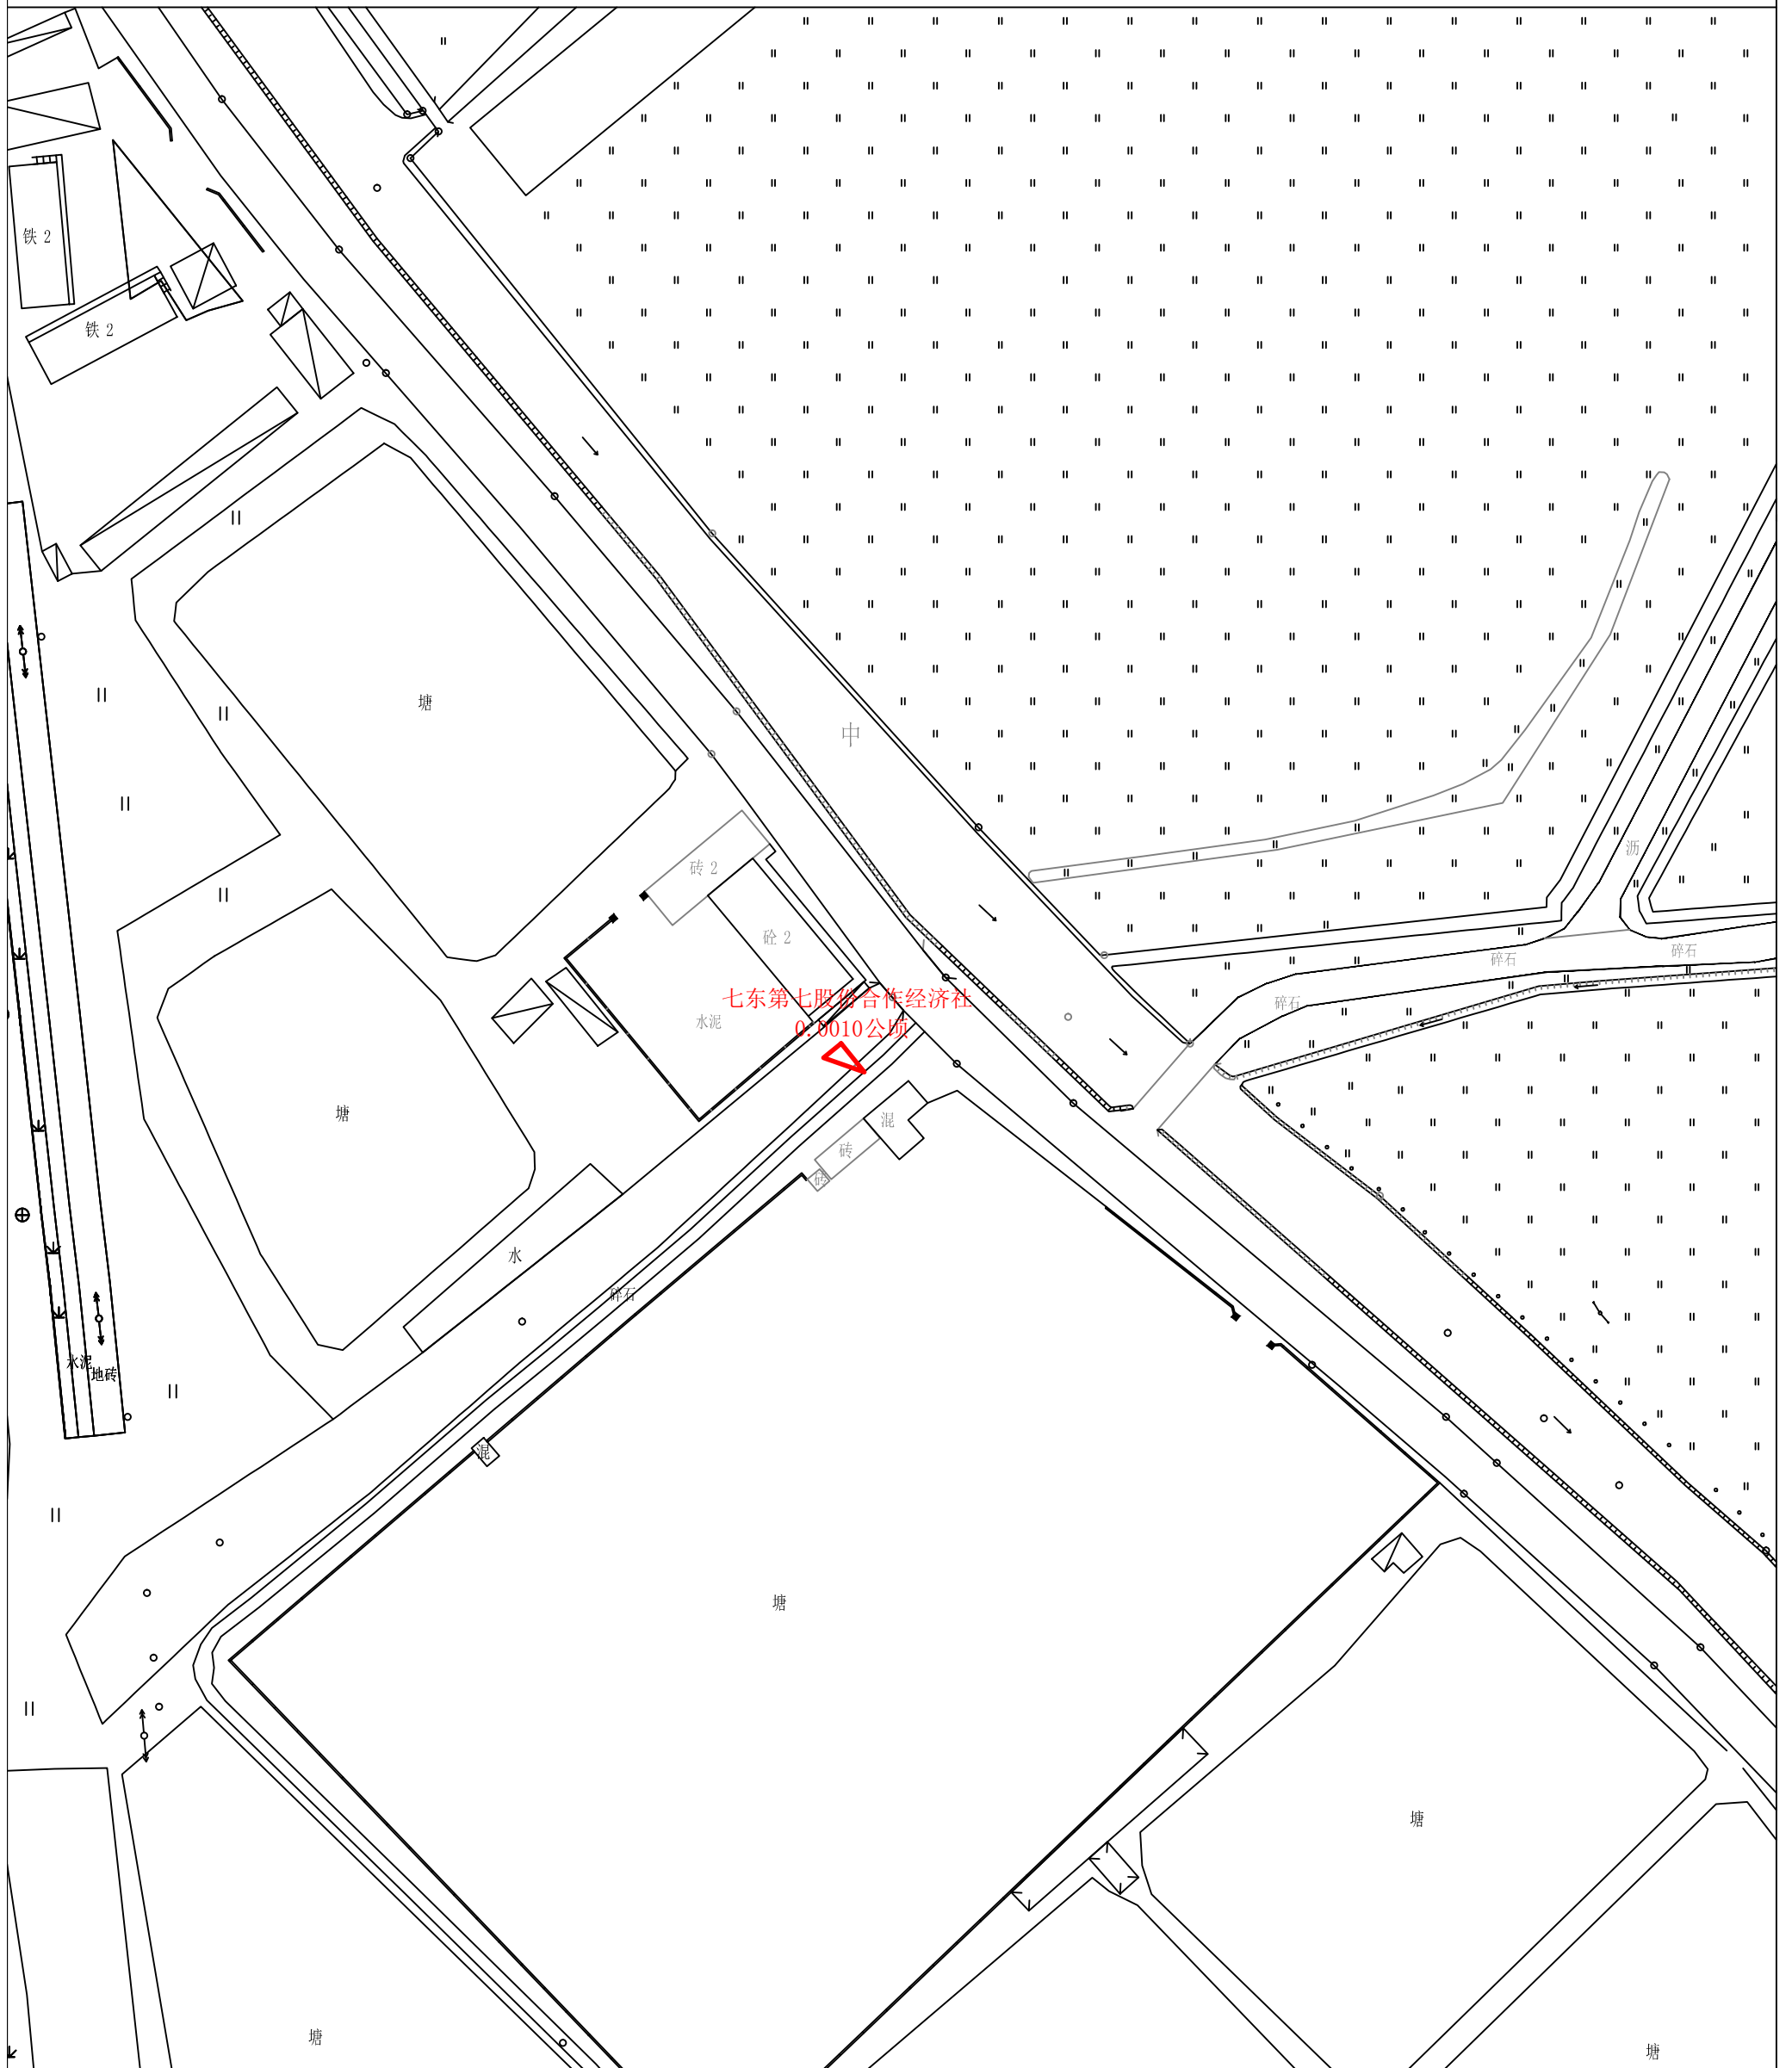 铁 2
铁 2
塘
中
沥
砖 2
砼 2
碎石
碎石
碎石
七东第七股份合作经济社
0.0010公顷
水泥
塘
混
砖
砖
水
碎石
水泥
地砖
混
塘
塘
塘
塘